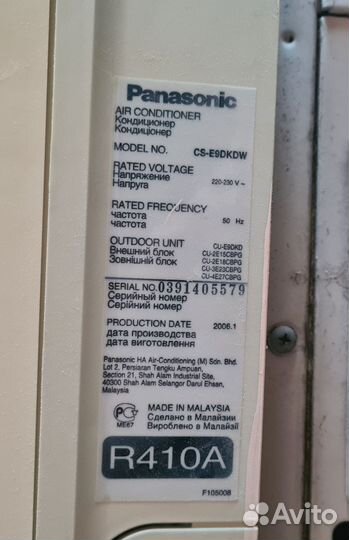 Panasonic
AIR CONDITIONER
Кондиционер
Кондиціонер
MODEL NO. CS-E9DKDW
RATED VOLTAGE
Напряжение
Напруга 220-230 V ~
RATED FREQUENCY
частота 50 Hz
частота
OUTDOOR UNIT CU-E9DKD
Внешний блок CU-2E15CBPG
Зовнішній блок CU-2E18CBPG
CU-3E23CBPG
CU-4E27CBPG
SERIAL NO. 0391405579
Серийный номер
Серійний номер
PRODUCTION DATE 2006.1
дата производства
дата виготовлення
Panasonic HA Air-Conditioning (M) Sdn. Bhd.
Lot 2, Persiaran Tengku Ampuan,
Section 21, Shah Alam Industrial Site,
40300 Shah Alam Selangor Darul Ehsan,
Malaysia
ME67
MADE IN MALAYSIA
Сделано в Малайзии
Вироблено в Малайзії
R410A
F105008
Avito